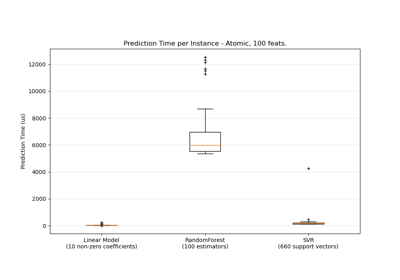 Prediction Time per Instance - Atomic, 100 feats.
12000
10000
8000
6000
4000
2000
0
Prediction Time (us)
Linear Model
(10 non-zero coefficients)
RandomForest
(100 estimators)
SVR
(660 support vectors)